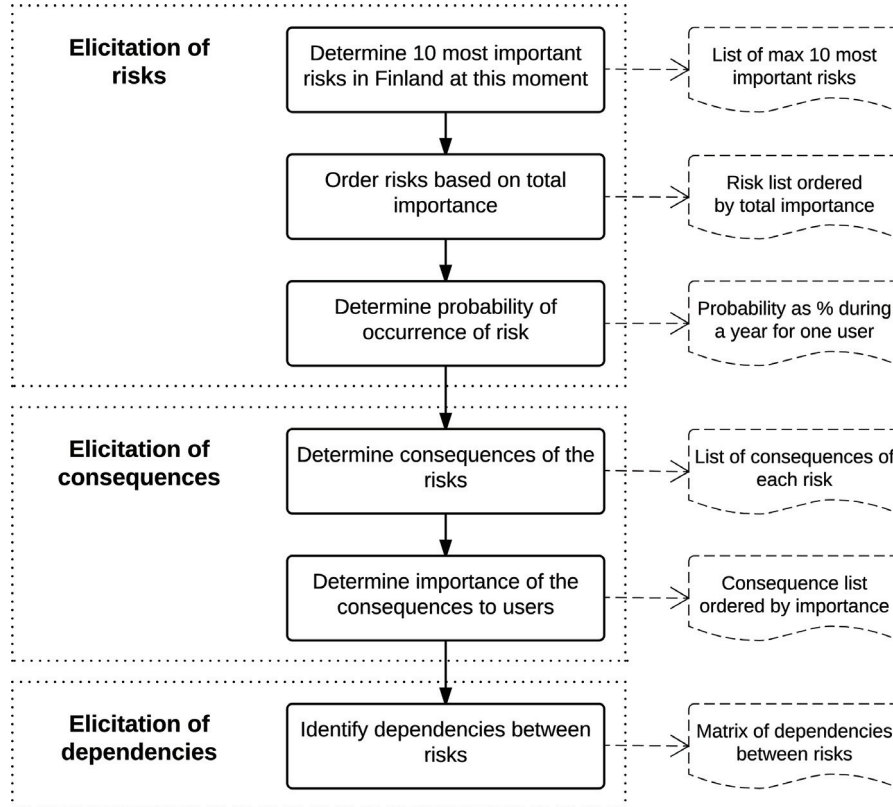 Elicitation of
risks
Determine 10 most important
risks in Finland at this moment
List of max 10 most
important risks
Order risks based on total
importance
Risk list ordered
by total importance
Determine probability of
occurrence of risk
Probability as % during
a year for one user
Elicitation of
consequences
Determine consequences of the
risks
List of consequences of
each risk
Determine importance of the
consequences to users
Consequence list
ordered by importance
Elicitation of
dependencies
Identify dependencies between
risks
Matrix of dependencies
between risks